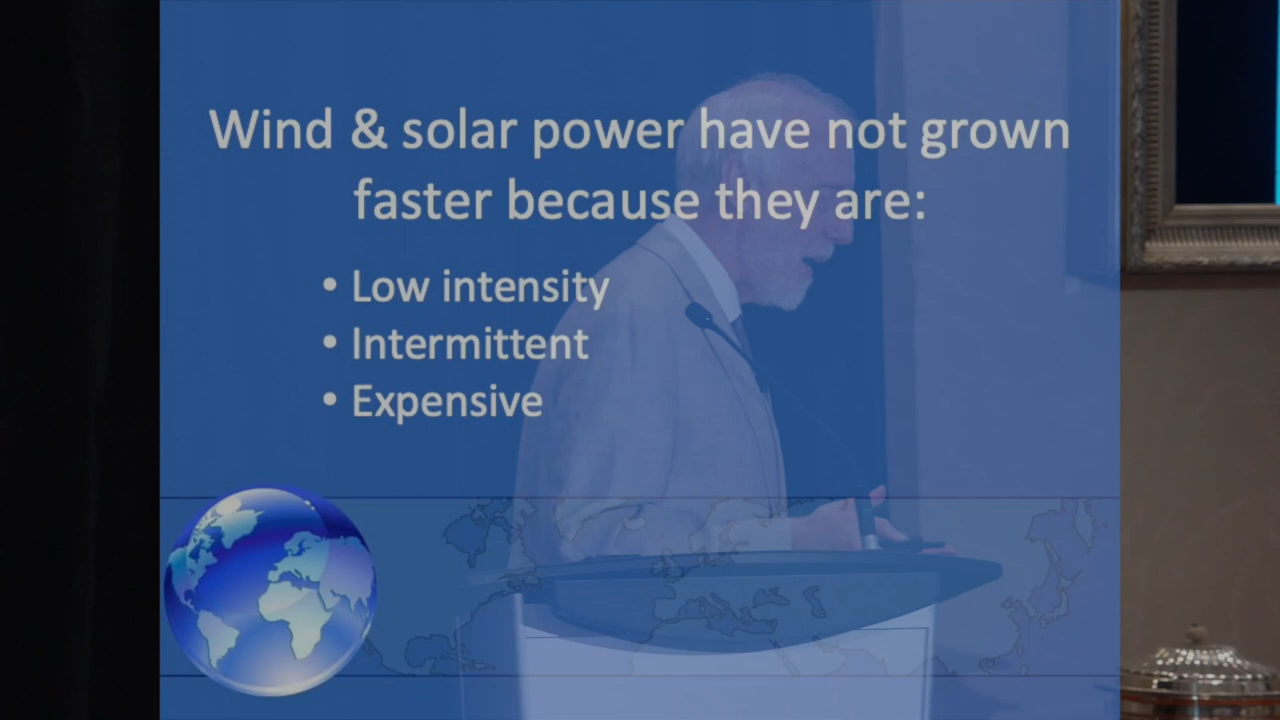 Wind & solar power have not grown
faster because they are:
• Low intensity
• Intermittent
• Expensive